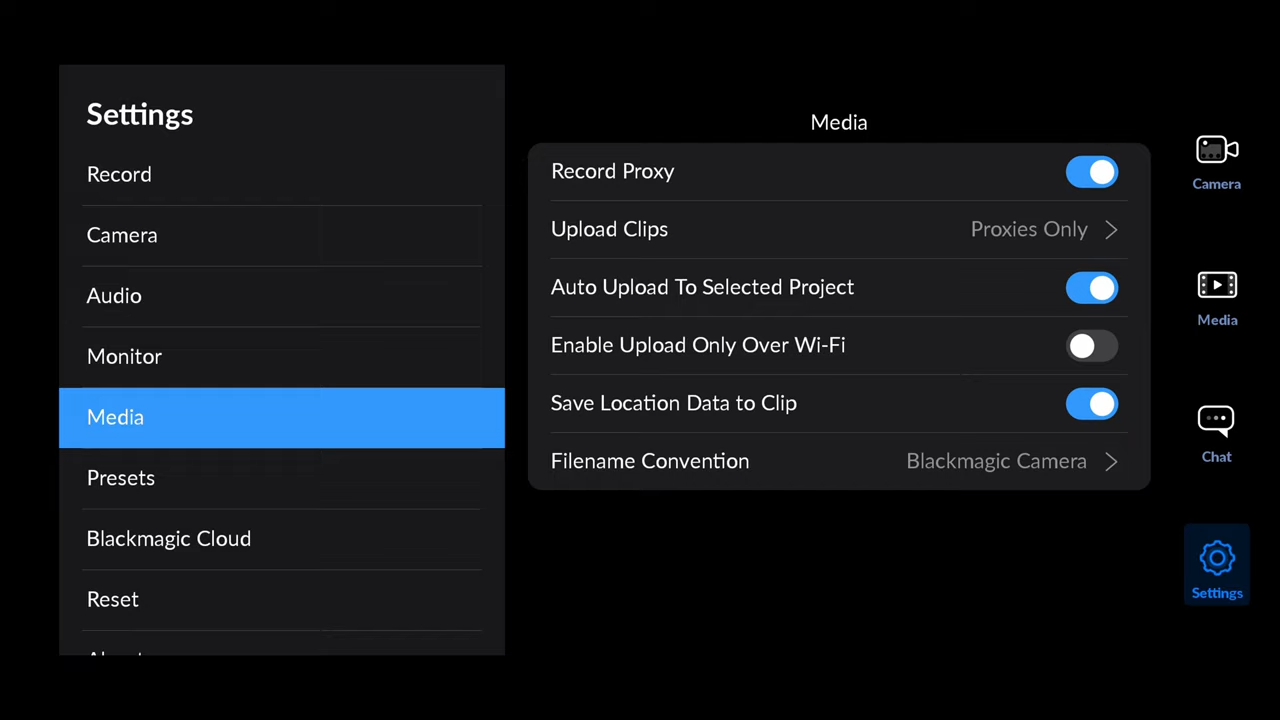 Settings
Record
Camera
Audio
Monitor
Media
Presets
Blackmagic Cloud
Reset
Media
Record Proxy
Upload Clips Proxies Only
Auto Upload To Selected Project
Enable Upload Only Over Wi-Fi
Save Location Data to Clip
Filename Convention Blackmagic Camera
Camera
Media
Chat
Settings